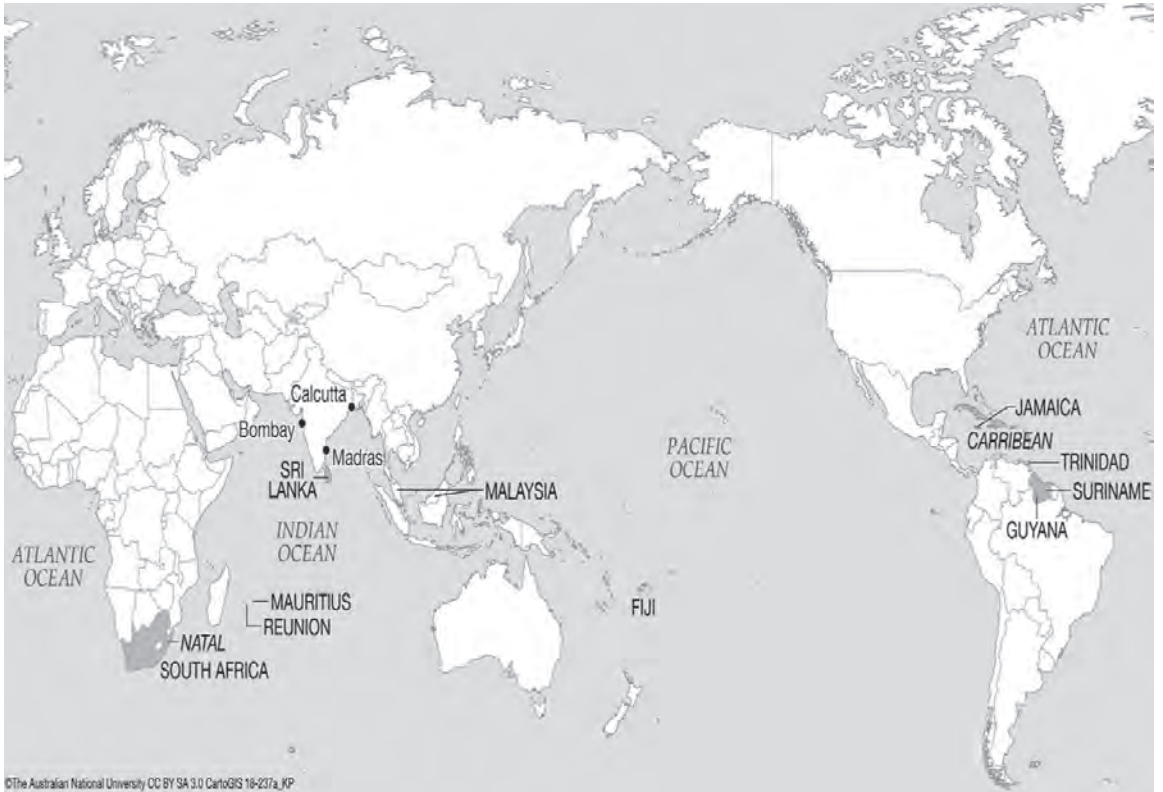 ATLANTIC
OCEAN
JAMAICA
CARRIBEAN
TRINIDAD
SURINAME
GUYANA
PACIFIC
OCEAN
Calcutta
Bombay
Madras
SRI
LANKA
MALAYSIA
INDIAN
OCEAN
ATLANTIC
OCEAN
MAURITIUS
REUNION
FIJI
NATAL
SOUTH AFRICA
©The Australian National University CC BY SA 3.0 CartoGIS 18-237a_KP